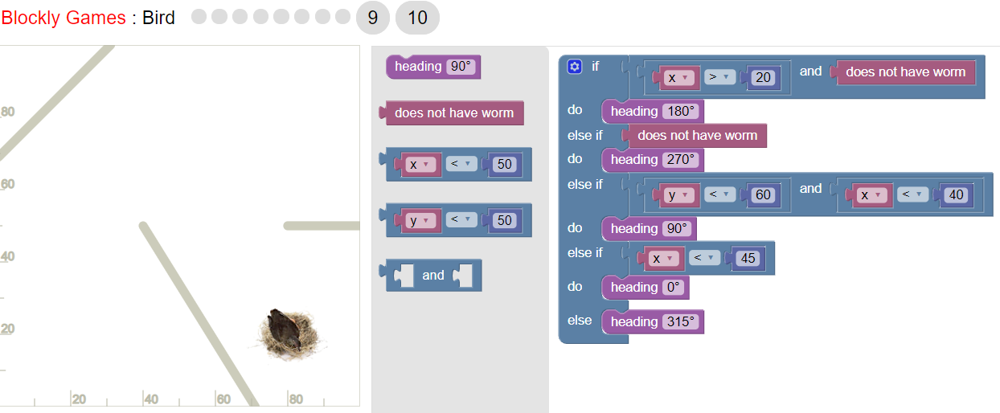 Blockly Games : Bird 9 10
80
60
40
20
20 40 60 80
heading 90°
does not have worm
x < 50
y < 50
and
if x > 20 and does not have worm
do heading 180°
else if does not have worm
do heading 270°
else if y < 60 and x < 40
do heading 90°
else if x < 45
do heading 0°
else heading 315°